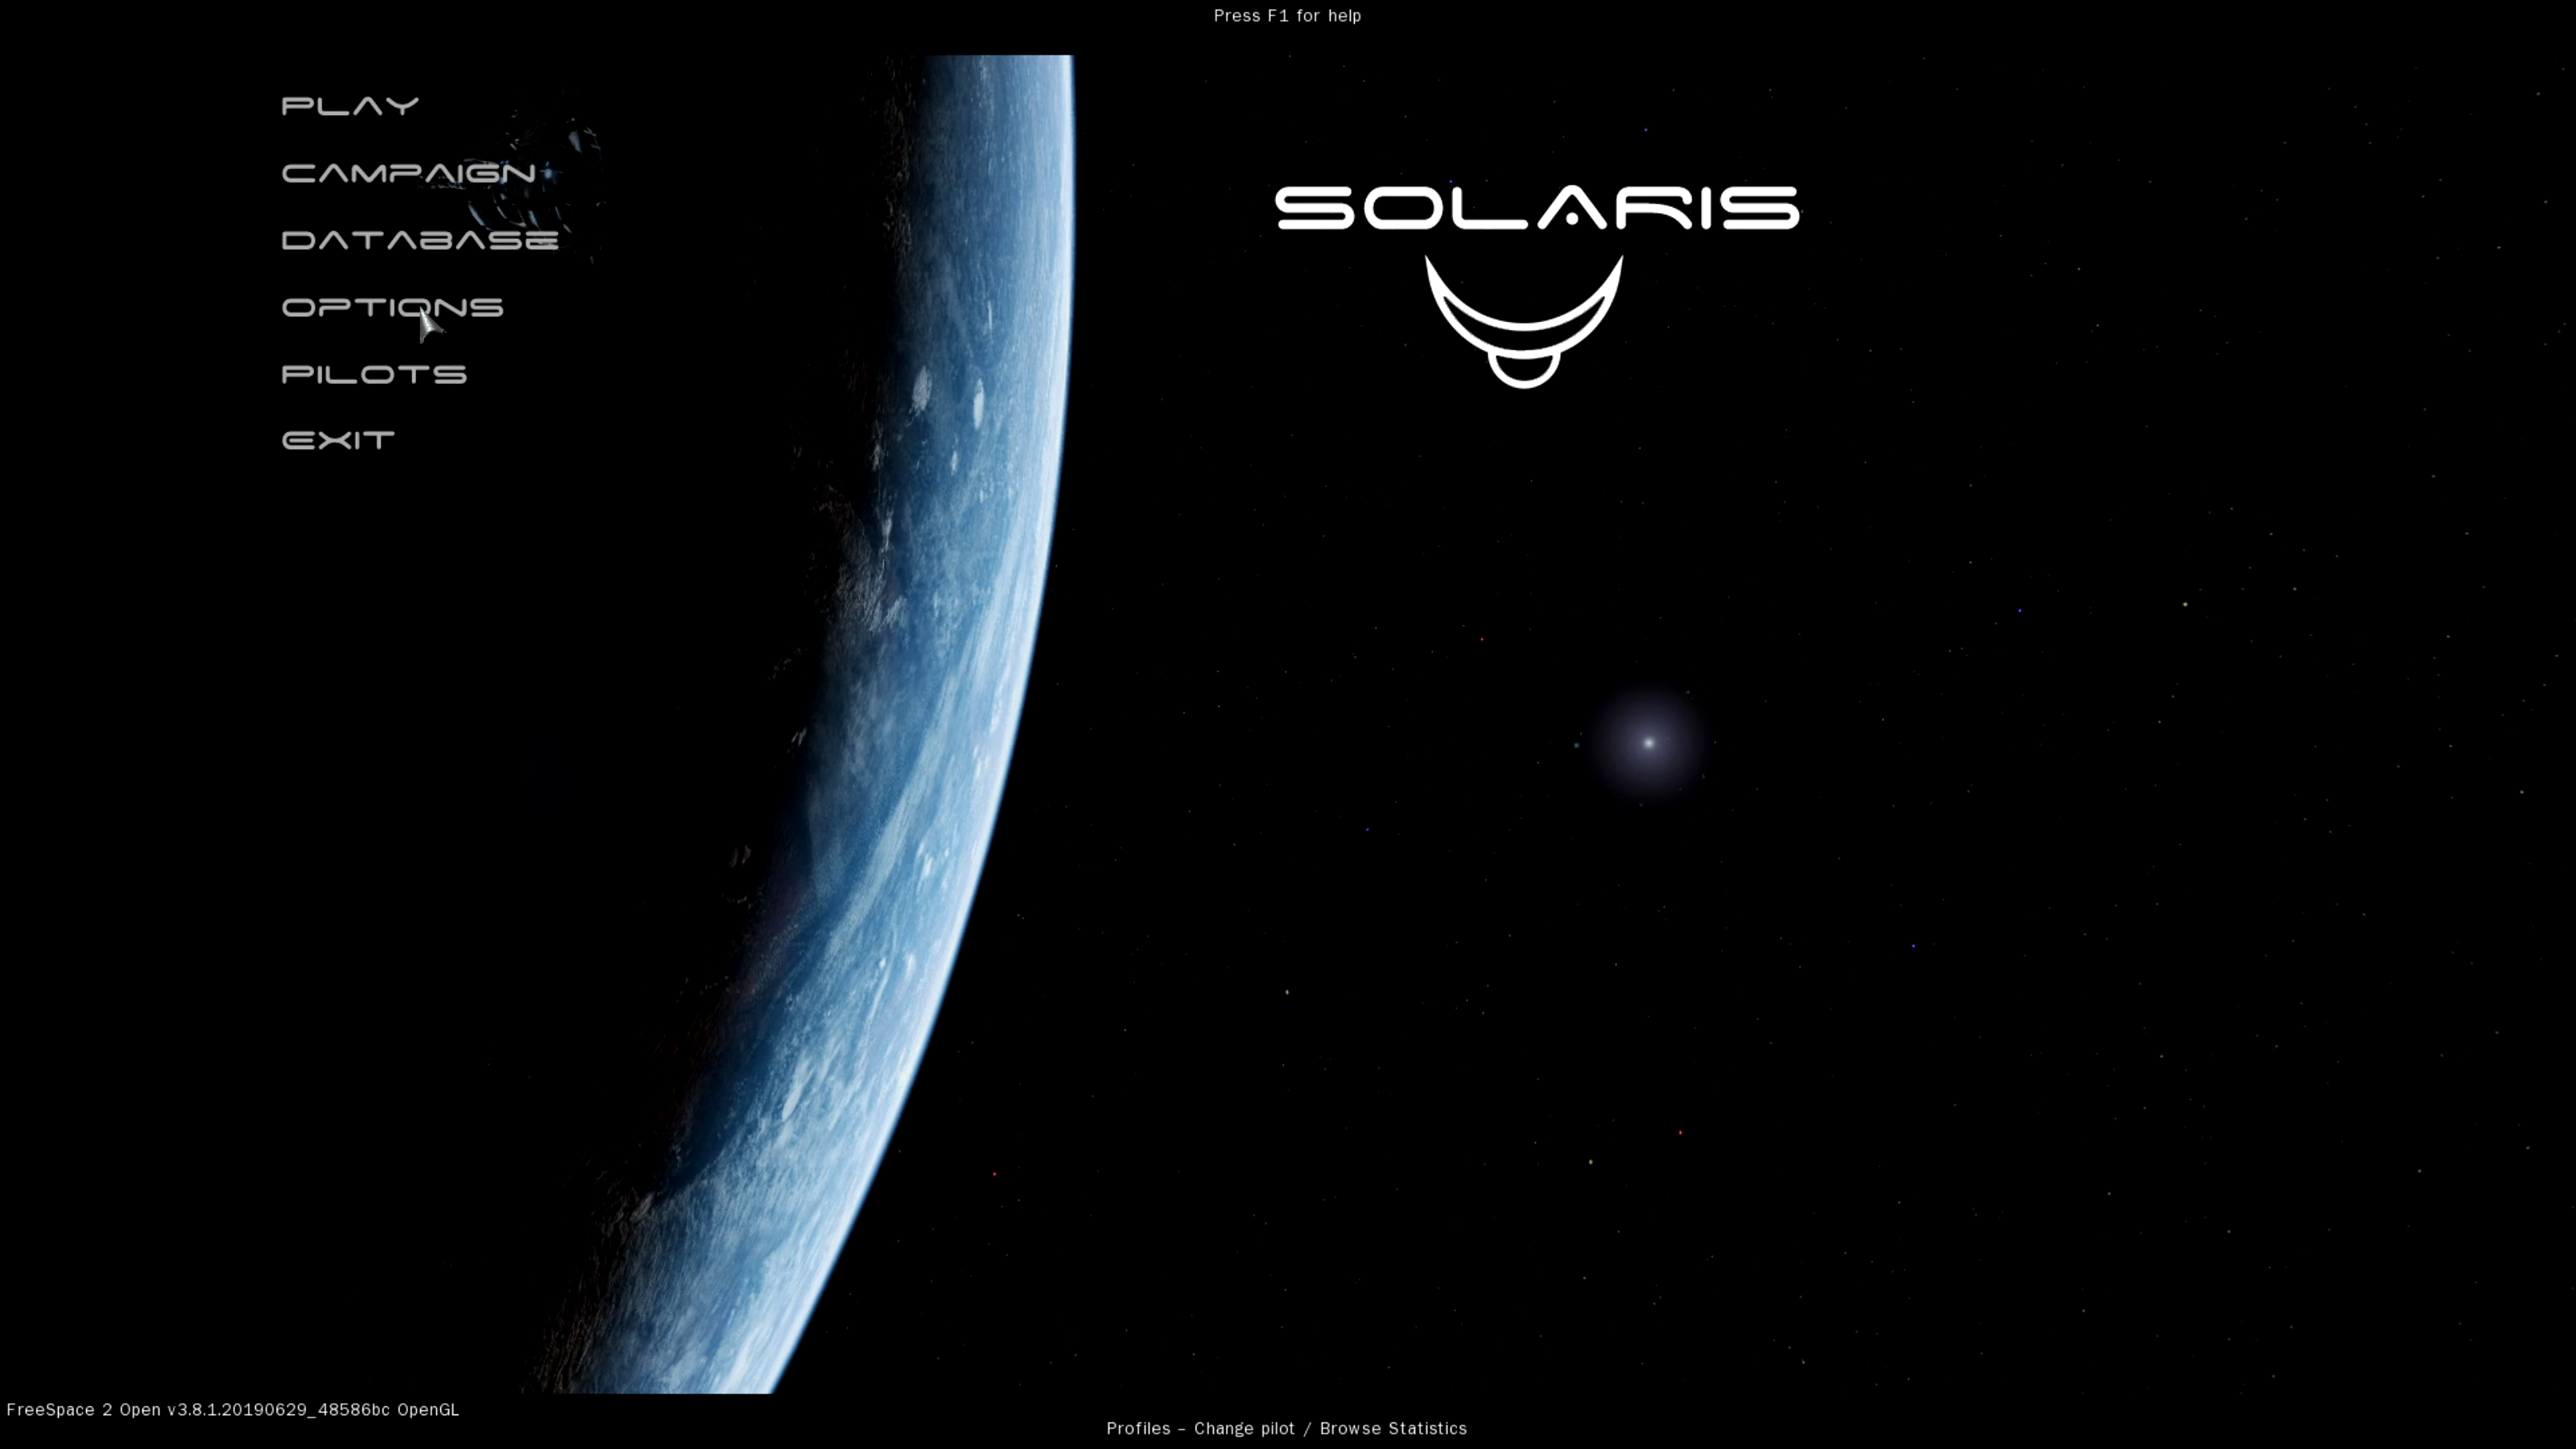 Press F1 for help
PLAY
CAMPAIGN
DATABASE
OPTIONS
PILOTS
EXIT
SOLARIS
FreeSpace 2 Open v3.8.1.20190629_48586bc OpenGL
Profiles – Change pilot / Browse Statistics